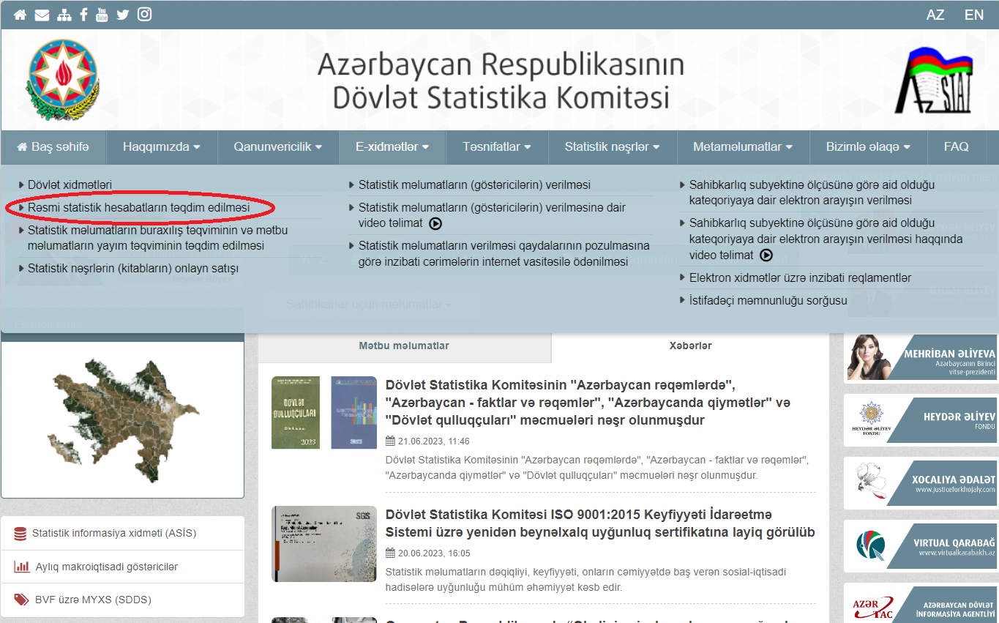 AZ EN
Azərbaycan Respublikasının
Dövlət Statistika Komitəsi
AZSTAT
Baş səhifə Haqqımızda Qanunvericilik E-xidmətlər Təsnifatlar Statistik nəşrlər Metaməlumatlar Bizimlə əlaqə FAQ
Dövlət xidmətləri
Rəsmi statistik hesabatların təqdim edilməsi
Statistik məlumatların buraxılış təqviminin və mətbu
məlumatların yayım təqviminin təqdim edilməsi
Statistik nəşrlərin (kitabların) onlayn satışı
Statistik məlumatların (göstəricilərin) verilməsi
Statistik məlumatların (göstəricilərin) verilməsinə dair
video təlimat
Statistik məlumatların verilməsi qaydalarının pozulmasına
görə inzibati cərimələrin internet vasitəsilə ödənilməsi
Sahibkarlıq subyektinə ölçüsünə görə aid olduğu
kateqoriyaya dair elektron arayışın verilməsi
Sahibkarlıq subyektinə ölçüsünə görə aid olduğu
kateqoriyaya dair elektron arayışın verilməsi haqqında
video təlimat
Elektron xidmətlər üzrə inzibati reqlamentlər
İstifadəçi məmnunluğu sorğusu
Heydər Əliyev
Sahibkarlar üçün məlumatlar
Elektron xəritə
Mətbu məlumatlar Xəbərlər
DÖVLƏT
QULLUQÇULARI
2023
Dövlət Statistika Komitəsinin "Azərbaycan rəqəmlərdə",
"Azərbaycan - faktlar və rəqəmlər", "Azərbaycanda qiymətlər" və
"Dövlət qulluqçuları" məcmuələri nəşr olunmuşdur
21.06.2023, 11:46
Dövlət Statistika Komitəsinin "Azərbaycan rəqəmlərdə", "Azərbaycan - faktlar və rəqəmlər",
"Azərbaycanda qiymətlər" və "Dövlət qulluqçuları" məcmuələri nəşr olunmuşdur.
SGS
Dövlət Statistika Komitəsi ISO 9001:2015 Keyfiyyəti İdarəetmə
Sistemi üzrə yenidən beynəlxalq uyğunluq sertifikatına layiq görülüb
20.06.2023, 16:05
Statistik məlumatların dəqiqliyi, keyfiyyəti, onların cəmiyyətdə baş verən sosial-iqtisadi
hadisələrə uyğunluğu mühüm əhəmiyyət kəsb edir.
Statistik informasiya xidməti (ASİS)
Aylıq makroiqtisadi göstəricilər
BVF üzrə MYXS (SDDS)
MEHRİBAN ƏLİYEVA
Azərbaycanın Birinci
vitse-prezidenti
HEYDƏR ƏLİYEV
FONDU
HEYDƏR ƏLİYEV
FONDU
XOCALIYA ƏDALƏT
www.justiceforkhojaly.com
VIRTUAL QARABAĞ
www.virtualkarabakh.az
AZƏR
TAC
AZƏRBAYCAN DÖVLƏT
İNFORMASİYA AGENTLİYİ